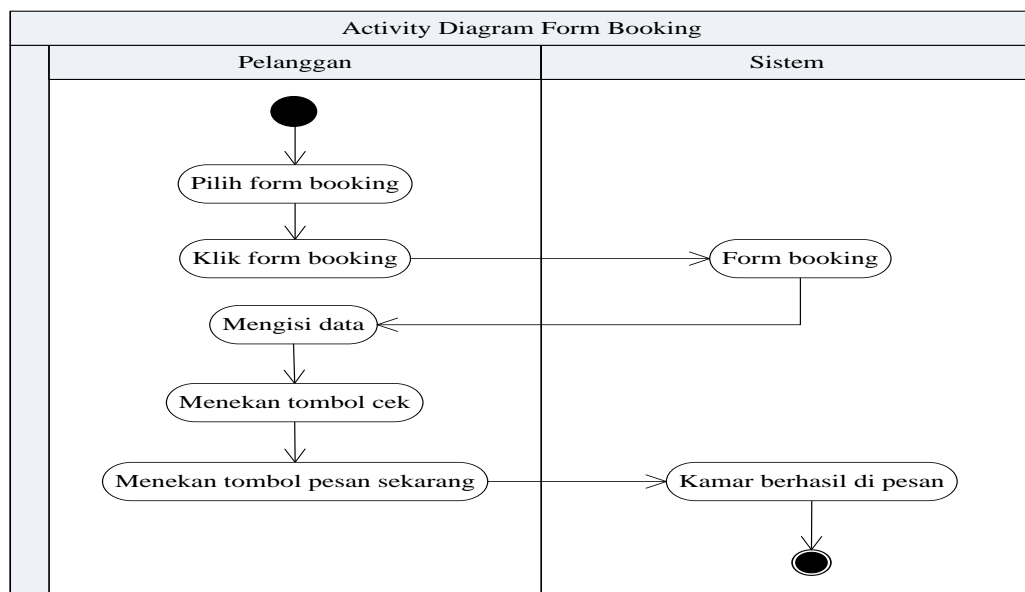 Activity Diagram Form Booking
Pelanggan
Sistem
Pilih form booking
Klik form booking
Form booking
Mengisi data
Menekan tombol cek
Menekan tombol pesan sekarang
Kamar berhasil di pesan